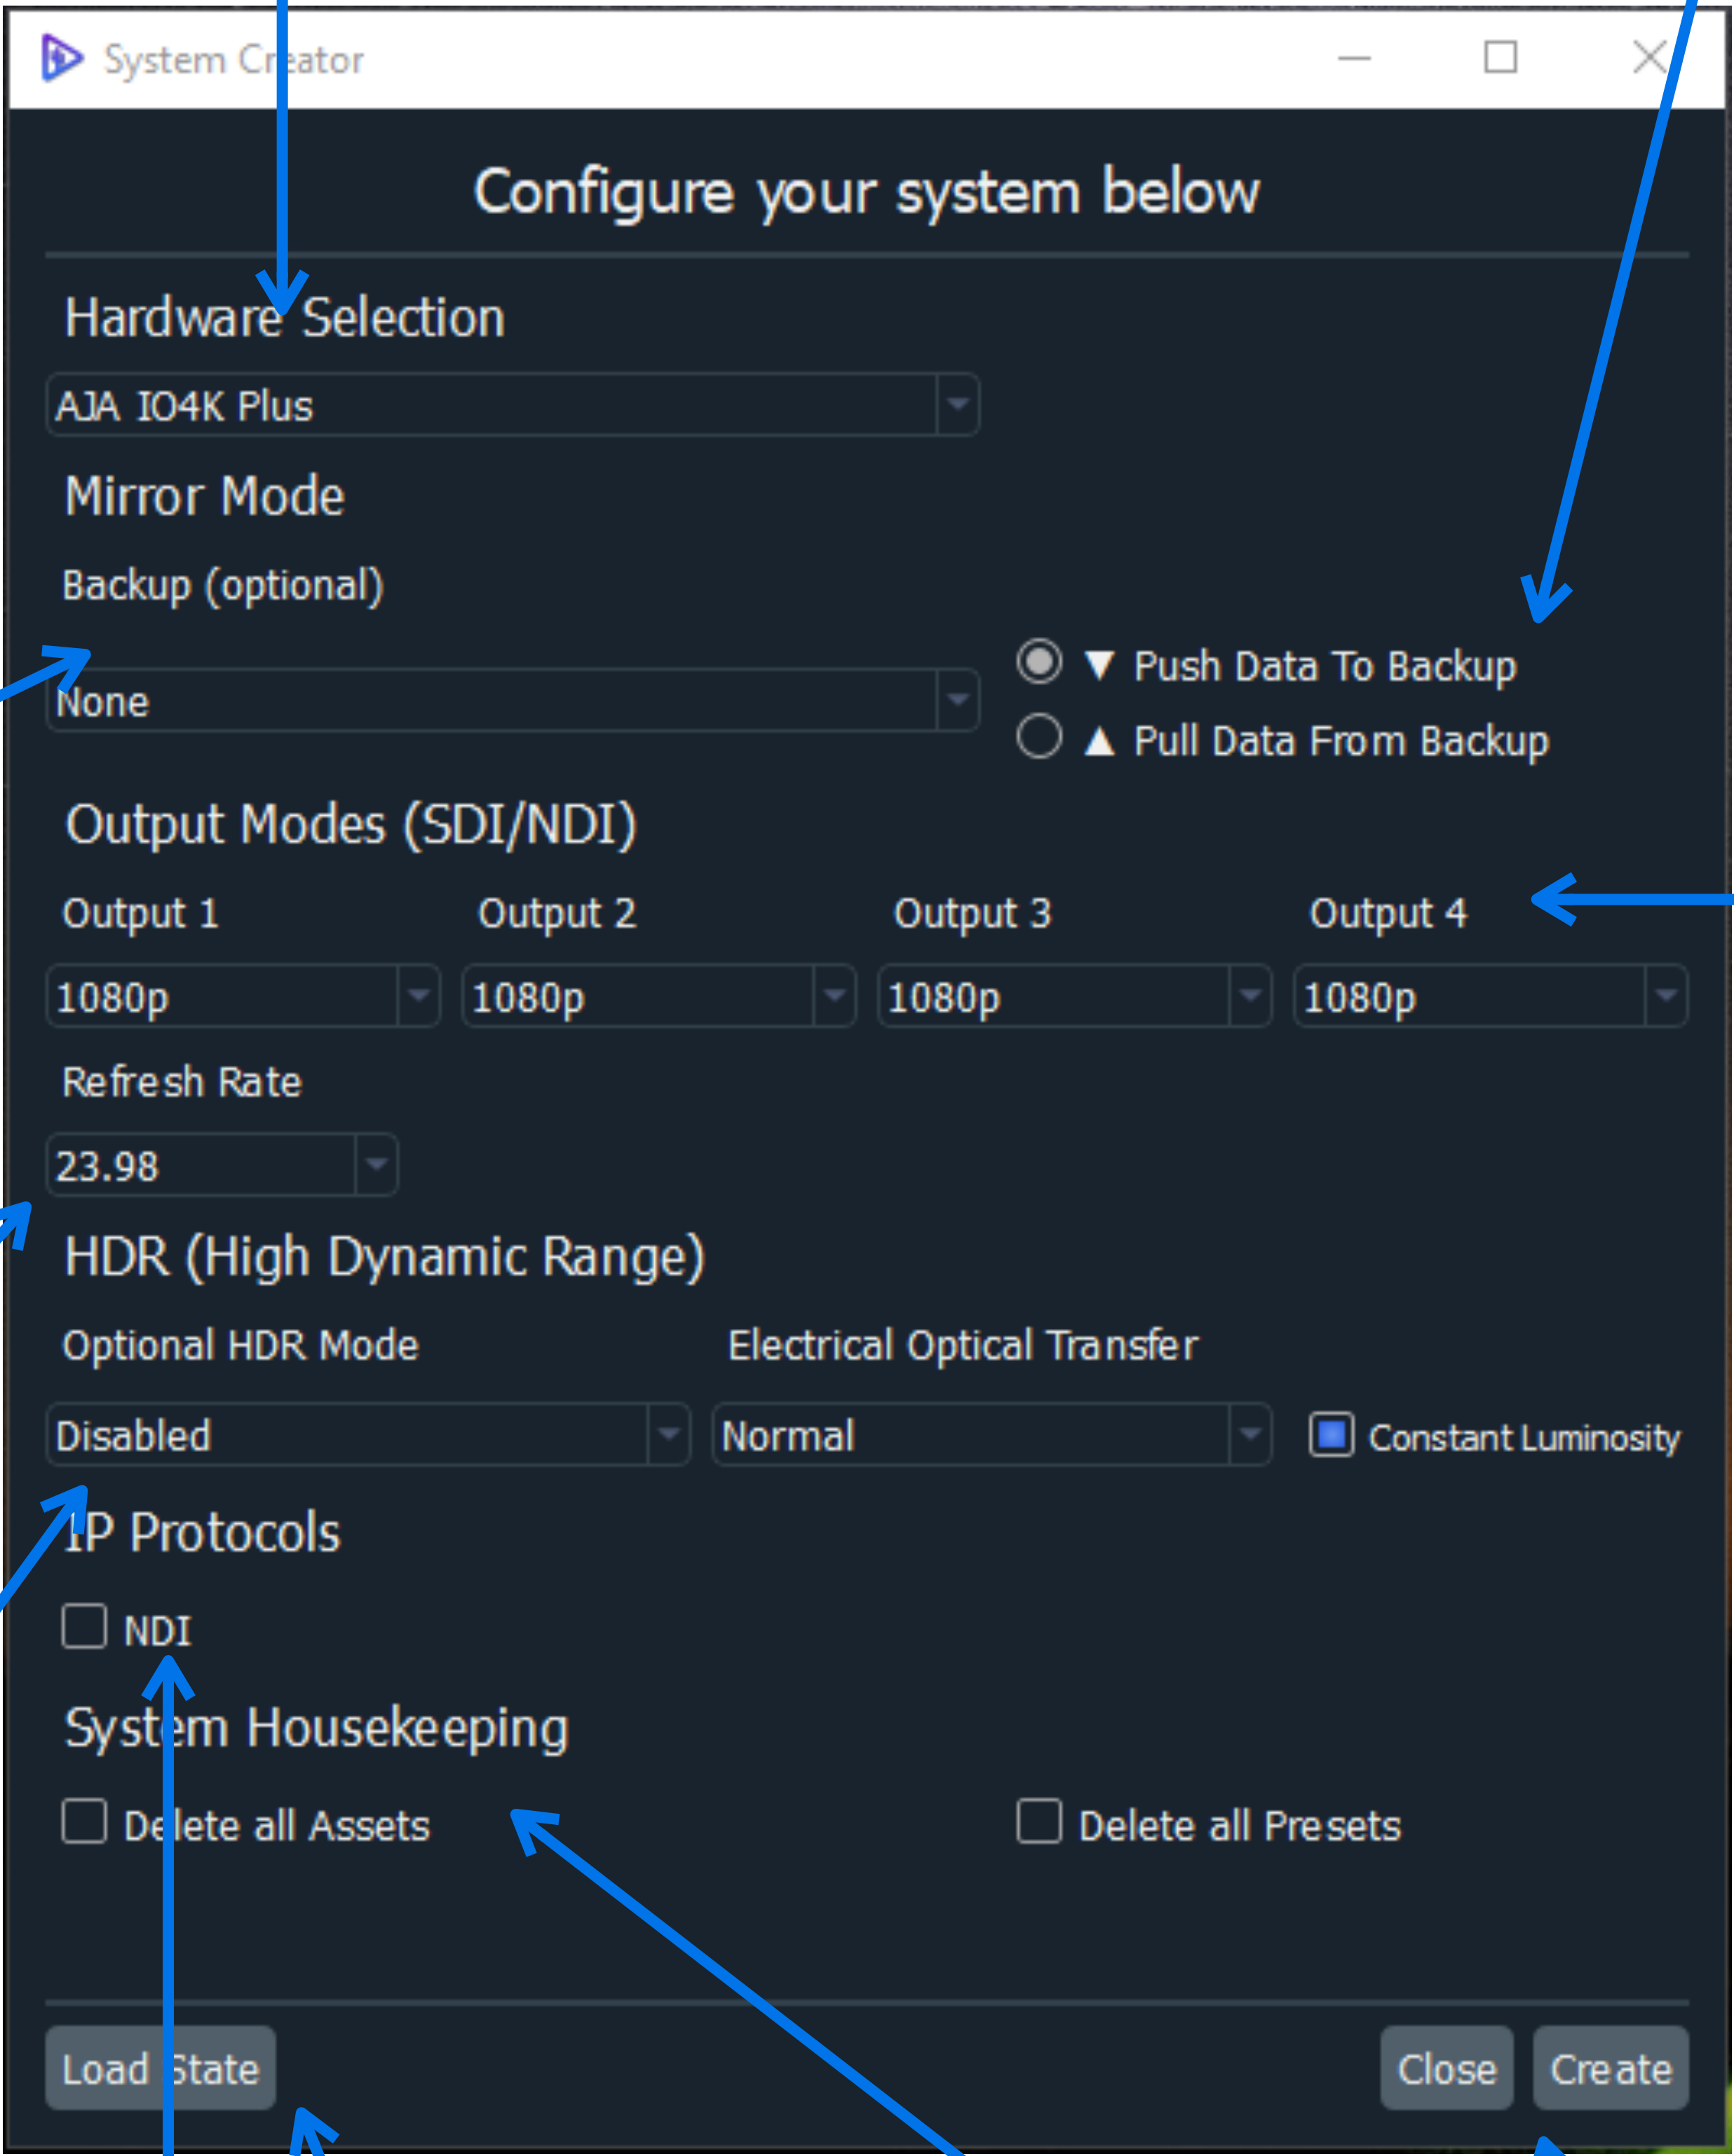 System Creator
Configure your system below
Hardware Selection
AJA IO4K Plus
Mirror Mode
Backup (optional)
None
▼ Push Data To Backup
▲ Pull Data From Backup
Output Modes (SDI/NDI)
Output 1 Output 2 Output 3 Output 4
1080p 1080p 1080p 1080p
Refresh Rate
23.98
HDR (High Dynamic Range)
Optional HDR Mode Electrical Optical Transfer
Disabled Normal Constant Luminosity
IP Protocols
NDI
System Housekeeping
Delete all Assets Delete all Presets
Load State Close Create